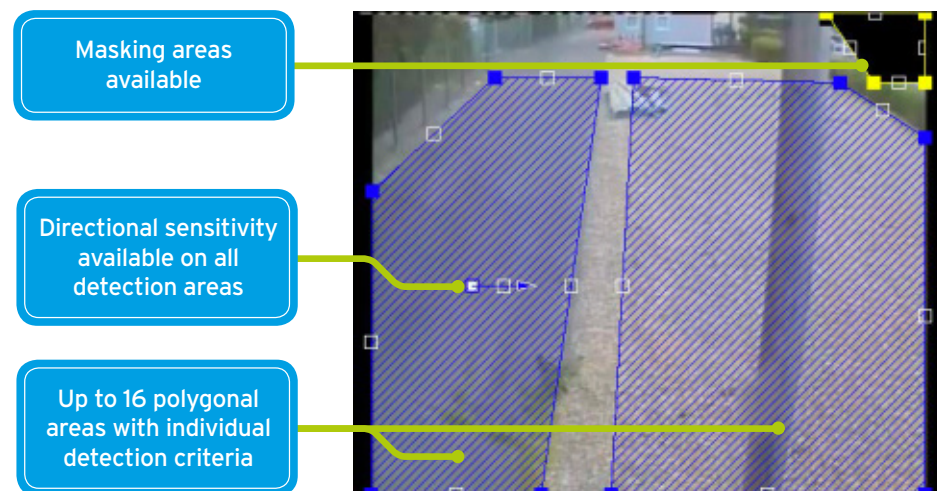 Masking areas
available
Directional sensitivity
available on all
detection areas
Up to 16 polygonal
areas with individual
detection criteria